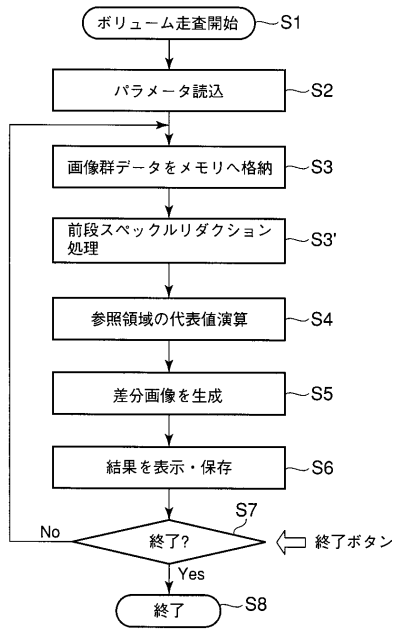 ボリューム走査開始 S1
パラメータ読込 S2
画像群データをメモリへ格納 S3
前段スペックルリダクション
処理 S3'
参照領域の代表値演算 S4
差分画像を生成 S5
結果を表示・保存 S6
S7
No 終了? 終了ボタン
Yes
終了 S8